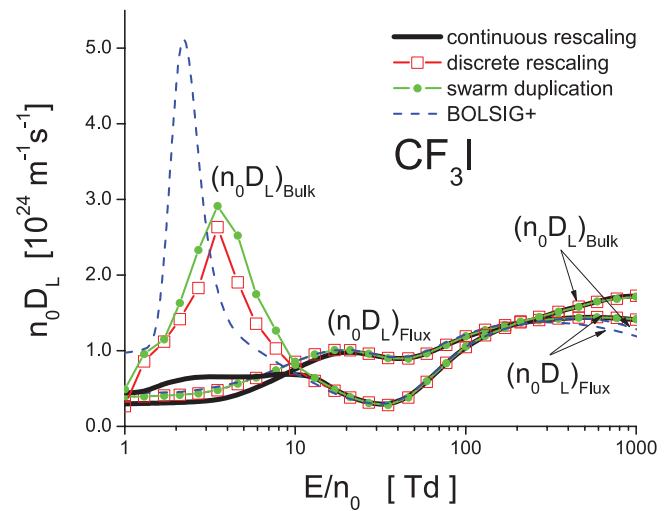 continuous rescaling
discrete rescaling
swarm duplication
BOLSIG+
CF3I
(n0DL)Bulk
(n0DL)Flux
(n0DL)Bulk
(n0DL)Flux
n0DL [10^24 m^-1 s^-1]
5.0
4.0
3.0
2.0
1.0
0.0
1 10 100 1000
E/n0 [ Td ]